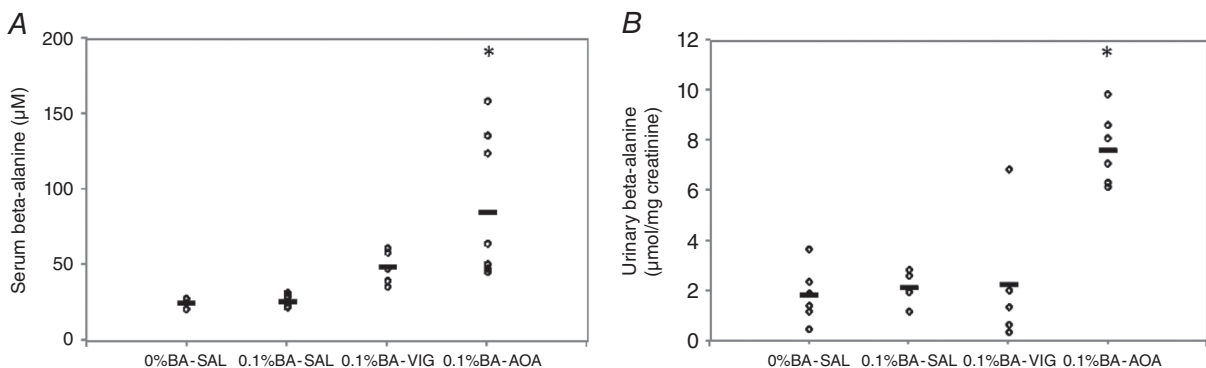 A
Serum beta-alanine (µM)
200
150
100
50
0
*
0%BA-SAL 0.1%BA-SAL 0.1%BA-VIG 0.1%BA-AOA
B
Urinary beta-alanine
(µmol/mg creatinine)
12
10
8
6
4
2
0
*
0%BA-SAL 0.1%BA-SAL 0.1%BA-VIG 0.1%BA-AOA